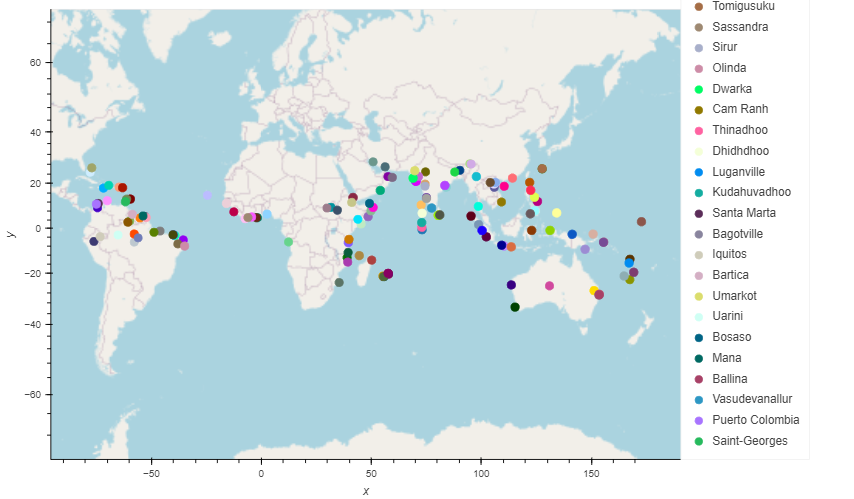 Tomigusuku
Sassandra
Sirur
Olinda
Dwarka
Cam Ranh
Thinadhoo
Dhidhdhoo
Luganville
Kudahuvadhoo
Santa Marta
Bagotville
Iquitos
Bartica
Umarkot
Uarini
Bosaso
Mana
Ballina
Vasudevanallur
Puerto Colombia
Saint-Georges
60
40
20
0
−20
−40
−60
y
−50 0 50 100 150
x